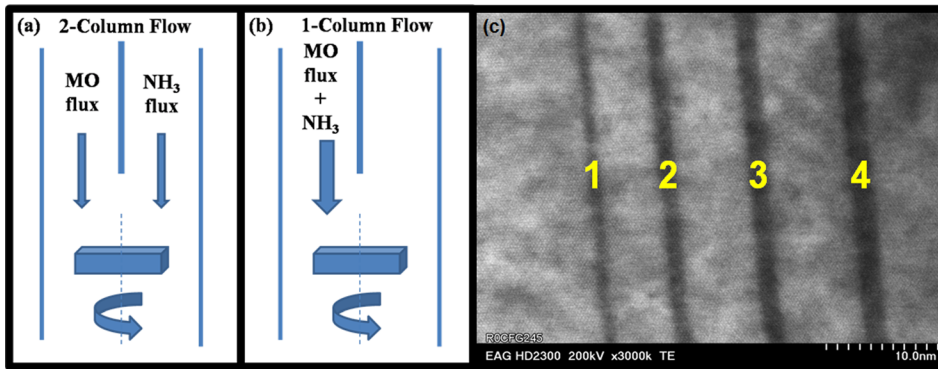 (a) 2-Column Flow
MO
flux
NH3
flux
(b) 1-Column Flow
MO
flux
+
NH3
(c)
1 2 3 4
R0CFG245
EAG HD2300 200kV x3000k TE 10.0nm